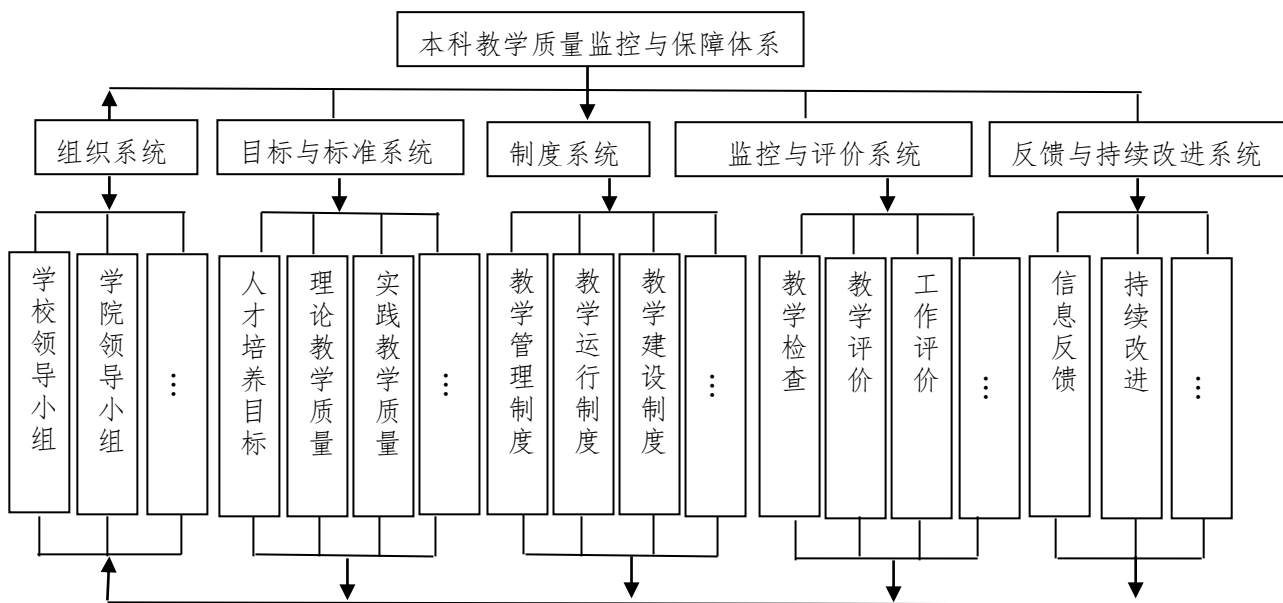 本科教学质量监控与保障体系
组织系统
目标与标准系统
制度系统
监控与评价系统
反馈与持续改进系统
学校领导小组
学院领导小组
…
人才培养目标
理论教学质量
实践教学质量
…
教学管理制度
教学运行制度
教学建设制度
…
教学检查
教学评价
工作评价
…
信息反馈
持续改进
…